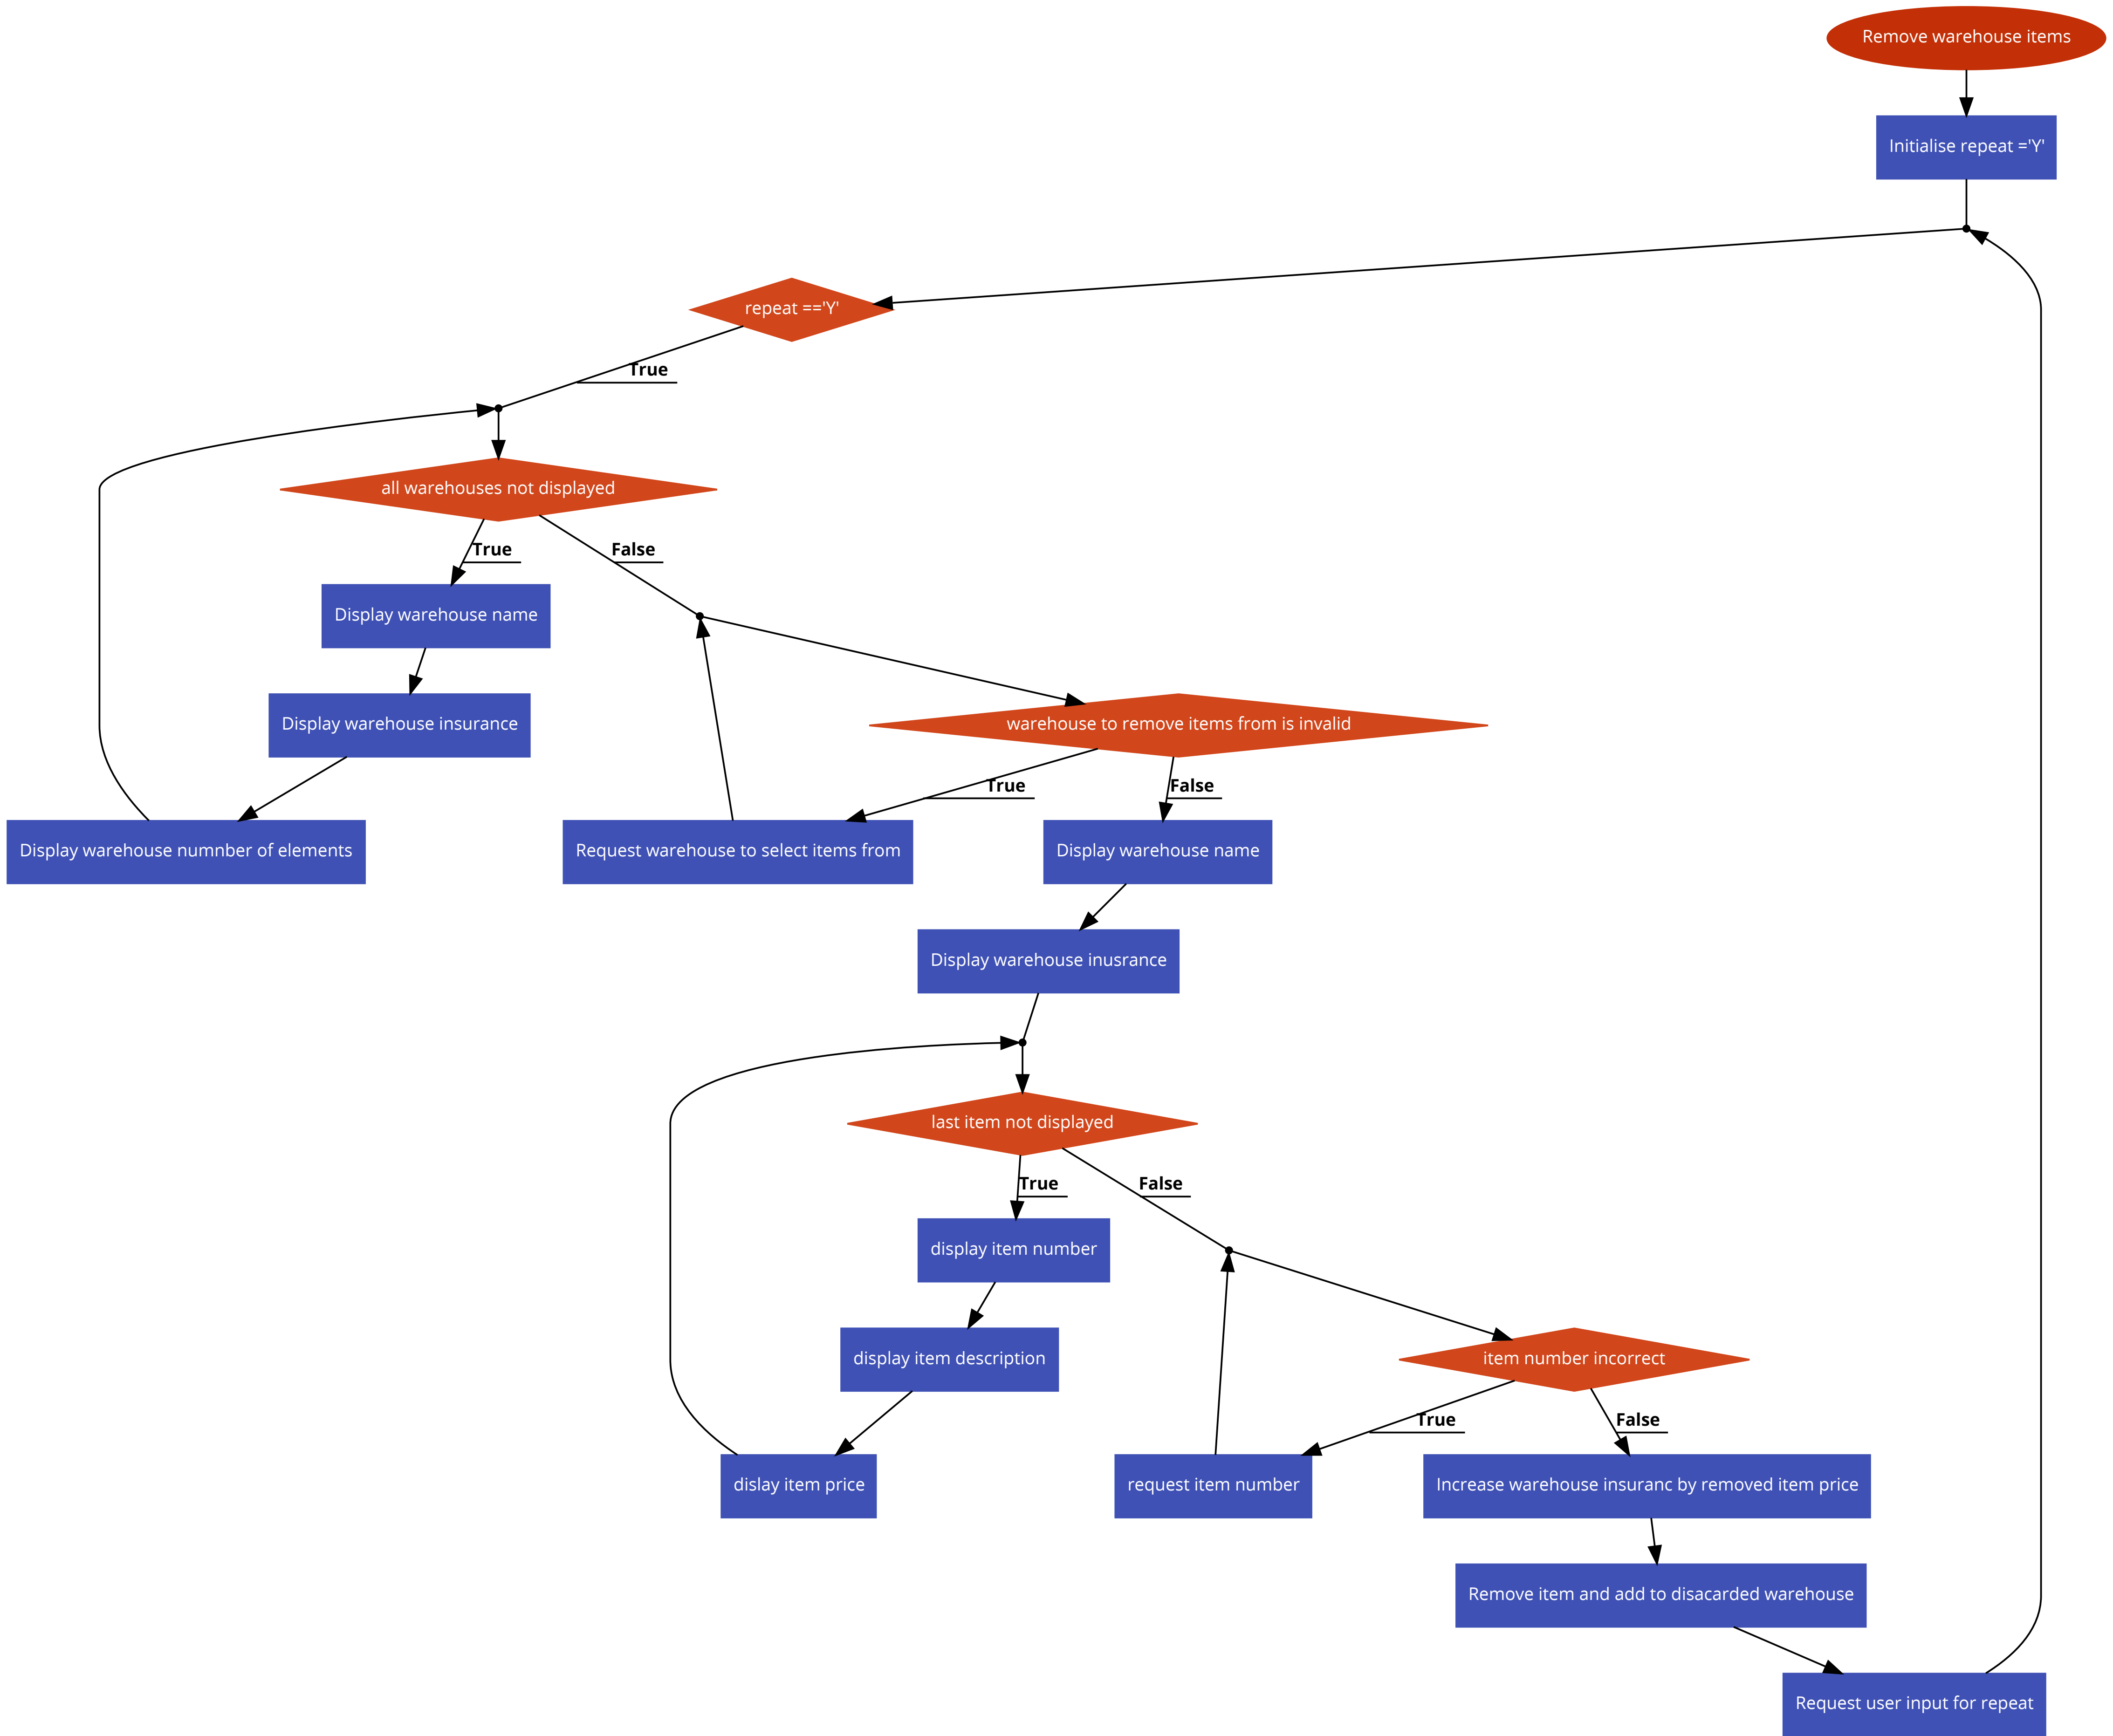 Remove warehouse items
Initialise repeat ='Y'
repeat =='Y'
True
all warehouses not displayed
True
False
Display warehouse name
Display warehouse insurance
warehouse to remove items from is invalid
True
False
Display warehouse numnber of elements
Request warehouse to select items from
Display warehouse name
Display warehouse inusrance
last item not displayed
True
False
display item number
display item description
item number incorrect
True
False
dislay item price
request item number
Increase warehouse insuranc by removed item price
Remove item and add to disacarded warehouse
Request user input for repeat